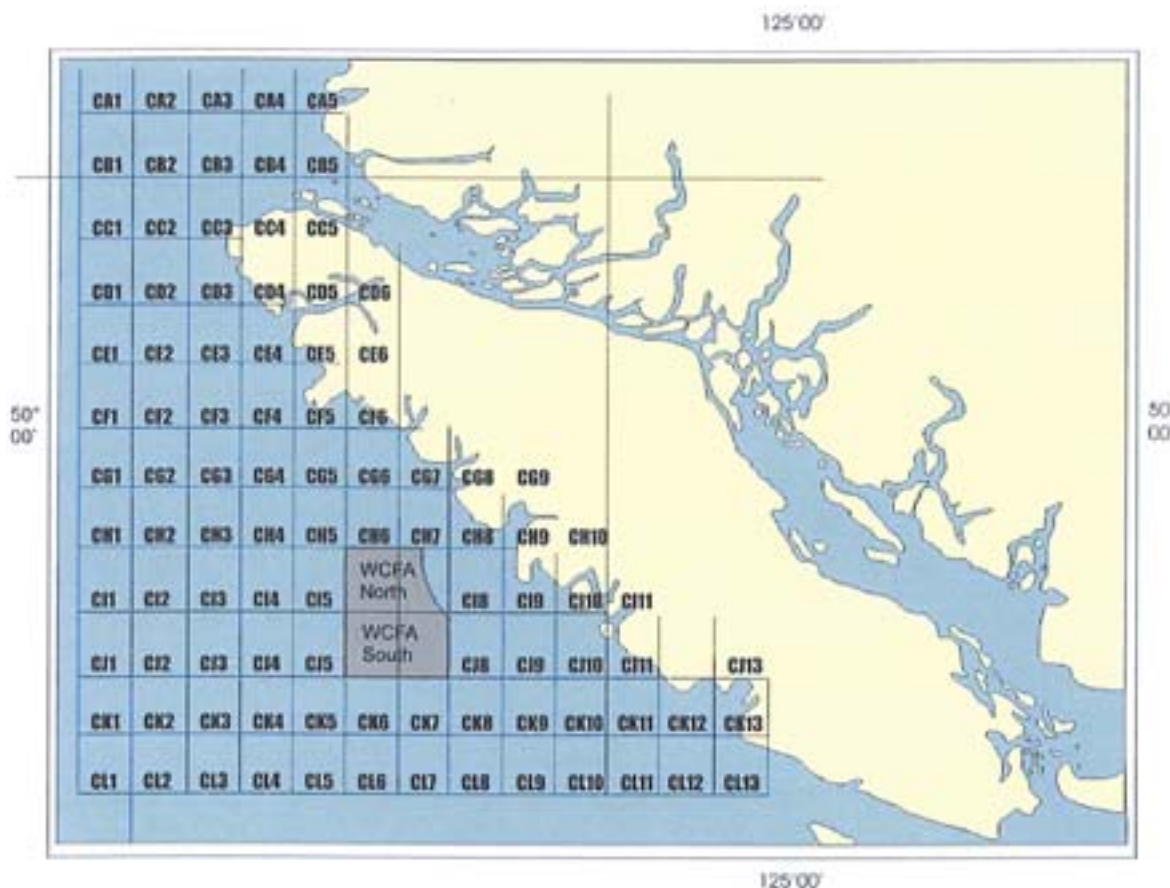 125°00'
CA1 CA2 CA3 CA4 CA5
CB1 CB2 CB3 CB4 CB5
CC1 CC2 CC3 CC4 CC5
CD1 CD2 CD3 CD4 CD5 CD6
CE1 CE2 CE3 CE4 CE5 CE6
50°
00'
50
00'
CF1 CF2 CF3 CF4 CF5 CF6
CG1 CG2 CG3 CG4 CG5 CG6 CG7 CG8 CG9
CH1 CH2 CH3 CH4 CH5 CH6 CH7 CH8 CH9 CH10
WCFA
North
CI1 CI2 CI3 CI4 CI5 CI8 CI9 CI10 CI11
WCFA
South
CJ1 CJ2 CJ3 CJ4 CJ5 CJ8 CJ9 CJ10 CJ11 CJ13
CK1 CK2 CK3 CK4 CK5 CK6 CK7 CK8 CK9 CK10 CK11 CK12 CK13
CL1 CL2 CL3 CL4 CL5 CL6 CL7 CL8 CL9 CL10 CL11 CL12 CL13
125°00'